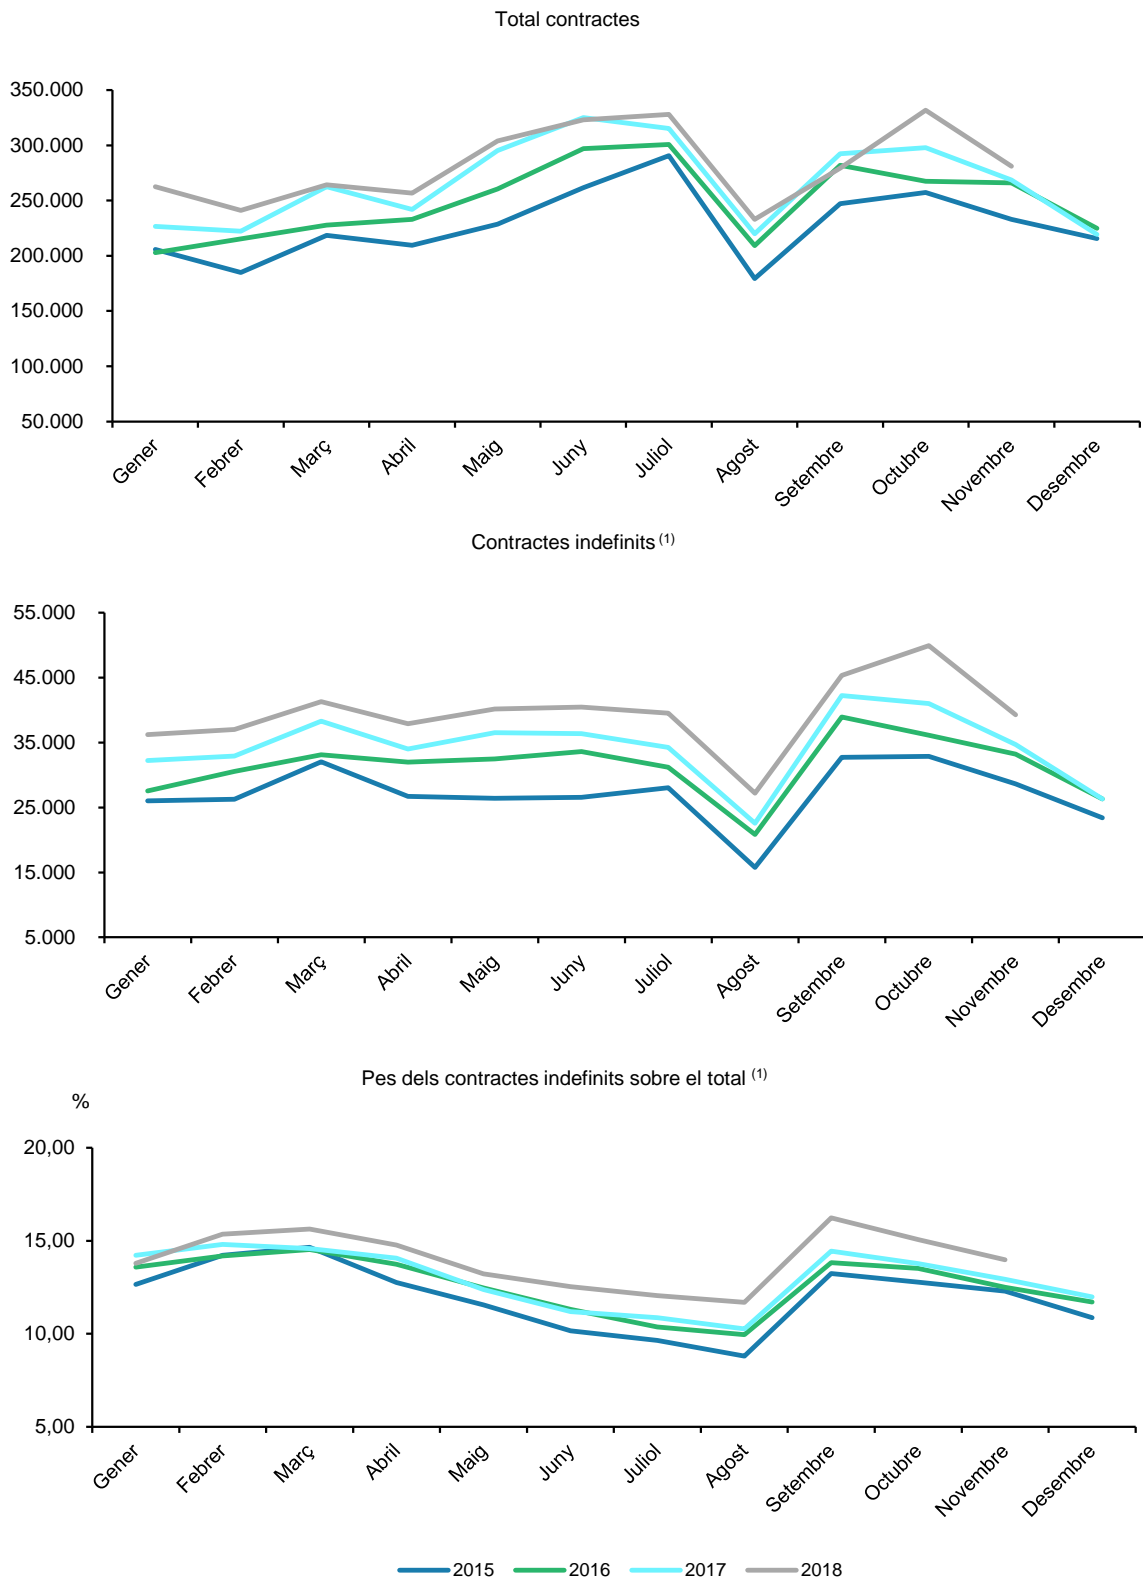 Total contractes
350.000
300.000
250.000
200.000
150.000
100.000
50.000
Gener
Febrer
Març
Abril
Maig
Juny
Juliol
Agost
Setembre
Octubre
Novembre
Desembre
Contractes indefinits (1)
55.000
45.000
35.000
25.000
15.000
5.000
Gener
Febrer
Març
Abril
Maig
Juny
Juliol
Agost
Setembre
Octubre
Novembre
Desembre
Pes dels contractes indefinits sobre el total (1)
%
20,00
15,00
10,00
5,00
Gener
Febrer
Març
Abril
Maig
Juny
Juliol
Agost
Setembre
Octubre
Novembre
Desembre
2015 2016 2017 2018